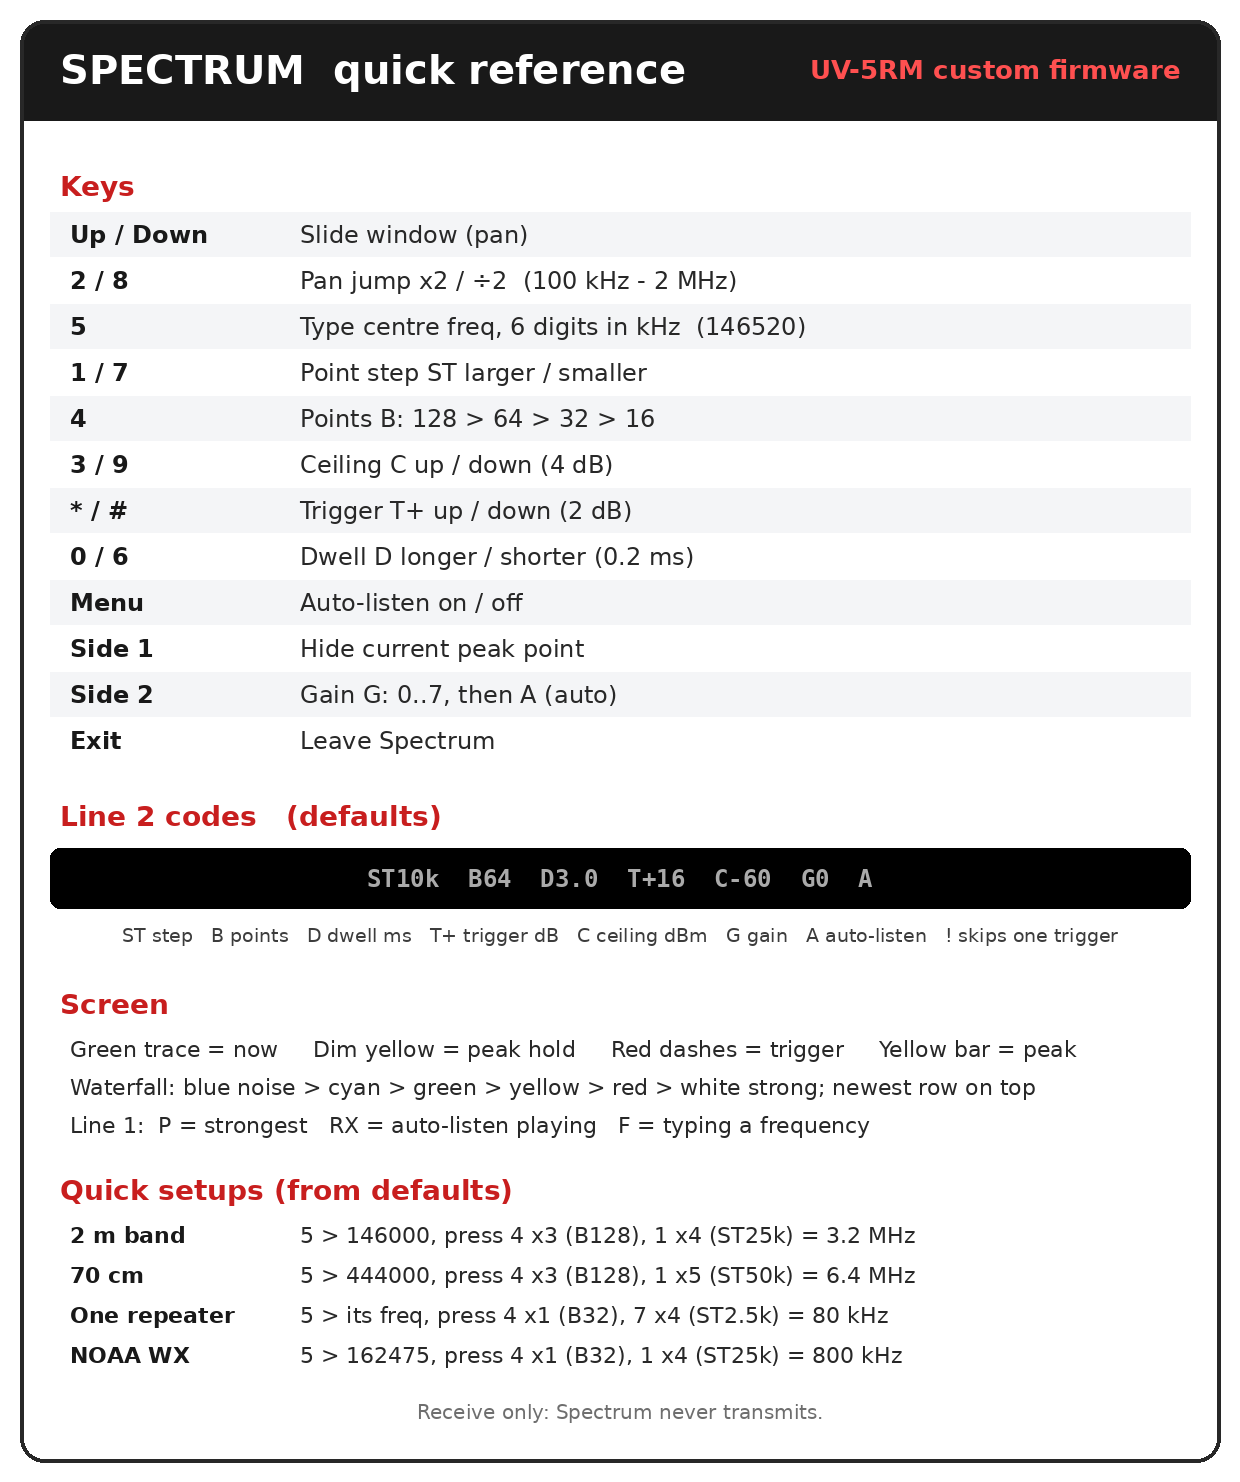 SPECTRUM quick reference UV-5RM custom firmware
Keys
Up / Down Slide window (pan)
2 / 8 Pan jump x2 / ÷2 (100 kHz - 2 MHz)
5 Type centre freq, 6 digits in kHz (146520)
1 / 7 Point step ST larger / smaller
4 Points B: 128 > 64 > 32 > 16
3 / 9 Ceiling C up / down (4 dB)
* / # Trigger T+ up / down (2 dB)
0 / 6 Dwell D longer / shorter (0.2 ms)
Menu Auto-listen on / off
Side 1 Hide current peak point
Side 2 Gain G: 0..7, then A (auto)
Exit Leave Spectrum
Line 2 codes (defaults)
ST10k B64 D3.0 T+16 C-60 G0 A
ST step B points D dwell ms T+ trigger dB C ceiling dBm G gain A auto-listen ! skips one trigger
Screen
Green trace = now Dim yellow = peak hold Red dashes = trigger Yellow bar = peak
Waterfall: blue noise > cyan > green > yellow > red > white strong; newest row on top
Line 1: P = strongest RX = auto-listen playing F = typing a frequency
Quick setups (from defaults)
2 m band 5 > 146000, press 4 x3 (B128), 1 x4 (ST25k) = 3.2 MHz
70 cm 5 > 444000, press 4 x3 (B128), 1 x5 (ST50k) = 6.4 MHz
One repeater 5 > its freq, press 4 x1 (B32), 7 x4 (ST2.5k) = 80 kHz
NOAA WX 5 > 162475, press 4 x1 (B32), 1 x4 (ST25k) = 800 kHz
Receive only: Spectrum never transmits.